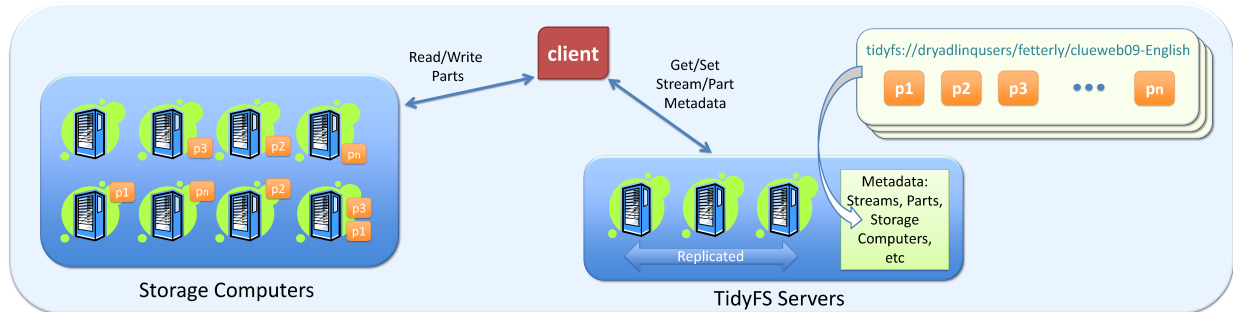 Read/Write
Parts
client
Get/Set
Stream/Part
Metadata
tidyfs://dryadlinqusers/fetterly/clueweb09-English
p1 p2 p3 ••• pn
p3 p2 pn
p1 pn p2 p3
p1
Storage Computers
Replicated
Metadata:
Streams, Parts,
Storage
Computers,
etc
TidyFS Servers